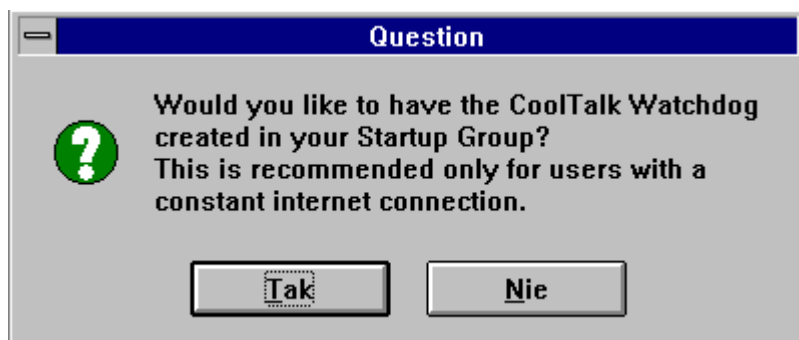 Question
Would you like to have the CoolTalk Watchdog
created in your Startup Group?
This is recommended only for users with a
constant internet connection.
Tak Nie